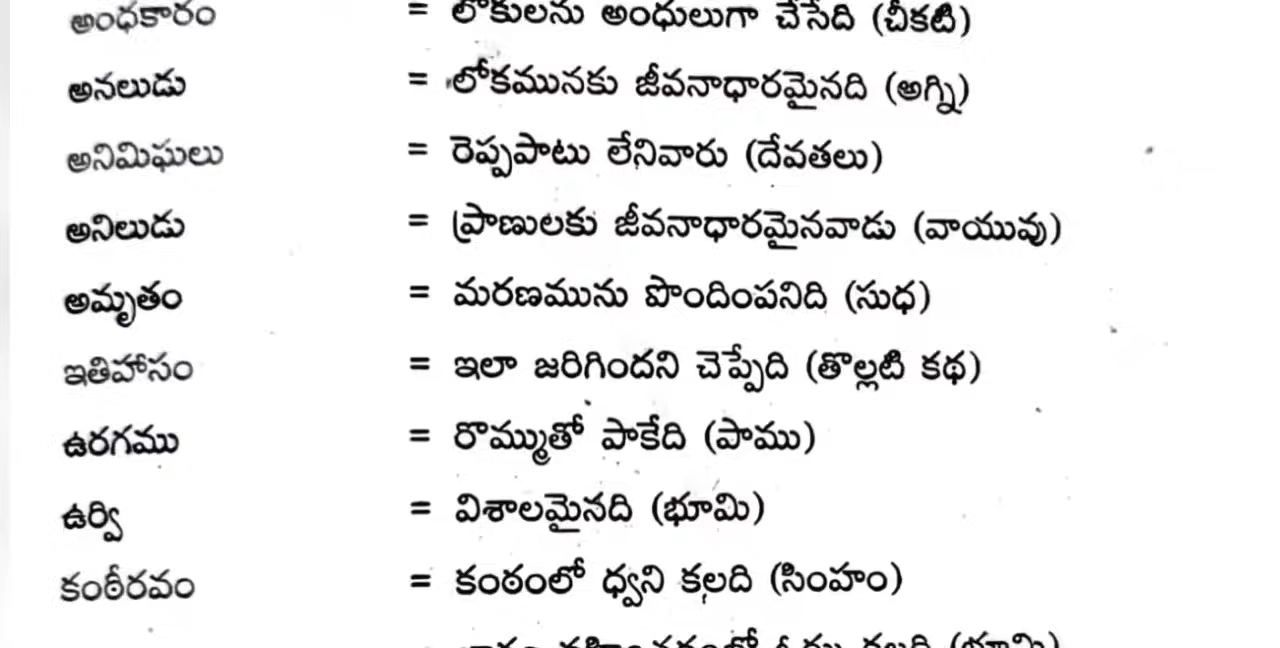 అంధకారం = లోకులను అంధులుగా చేసేది (చీకటి)
అనలుడు = లోకమునకు జీవనాధారమైనది (అగ్ని)
అనిమిషులు = రెప్పపాటు లేనివారు (దేవతలు)
అనిలుడు = ప్రాణులకు జీవనాధారమైనవాడు (వాయువు)
అమృతం = మరణమును పొందింపనిది (సుధ)
ఇతిహాసం = ఇలా జరిగిందని చెప్పేది (తొల్లటి కథ)
ఉరగము = రొమ్ముతో పాకేది (పాము)
ఉర్వి = విశాలమైనది (భూమి)
కంఠీరవం = కంఠంలో ధ్వని కలది (సింహం)
(భూమి)